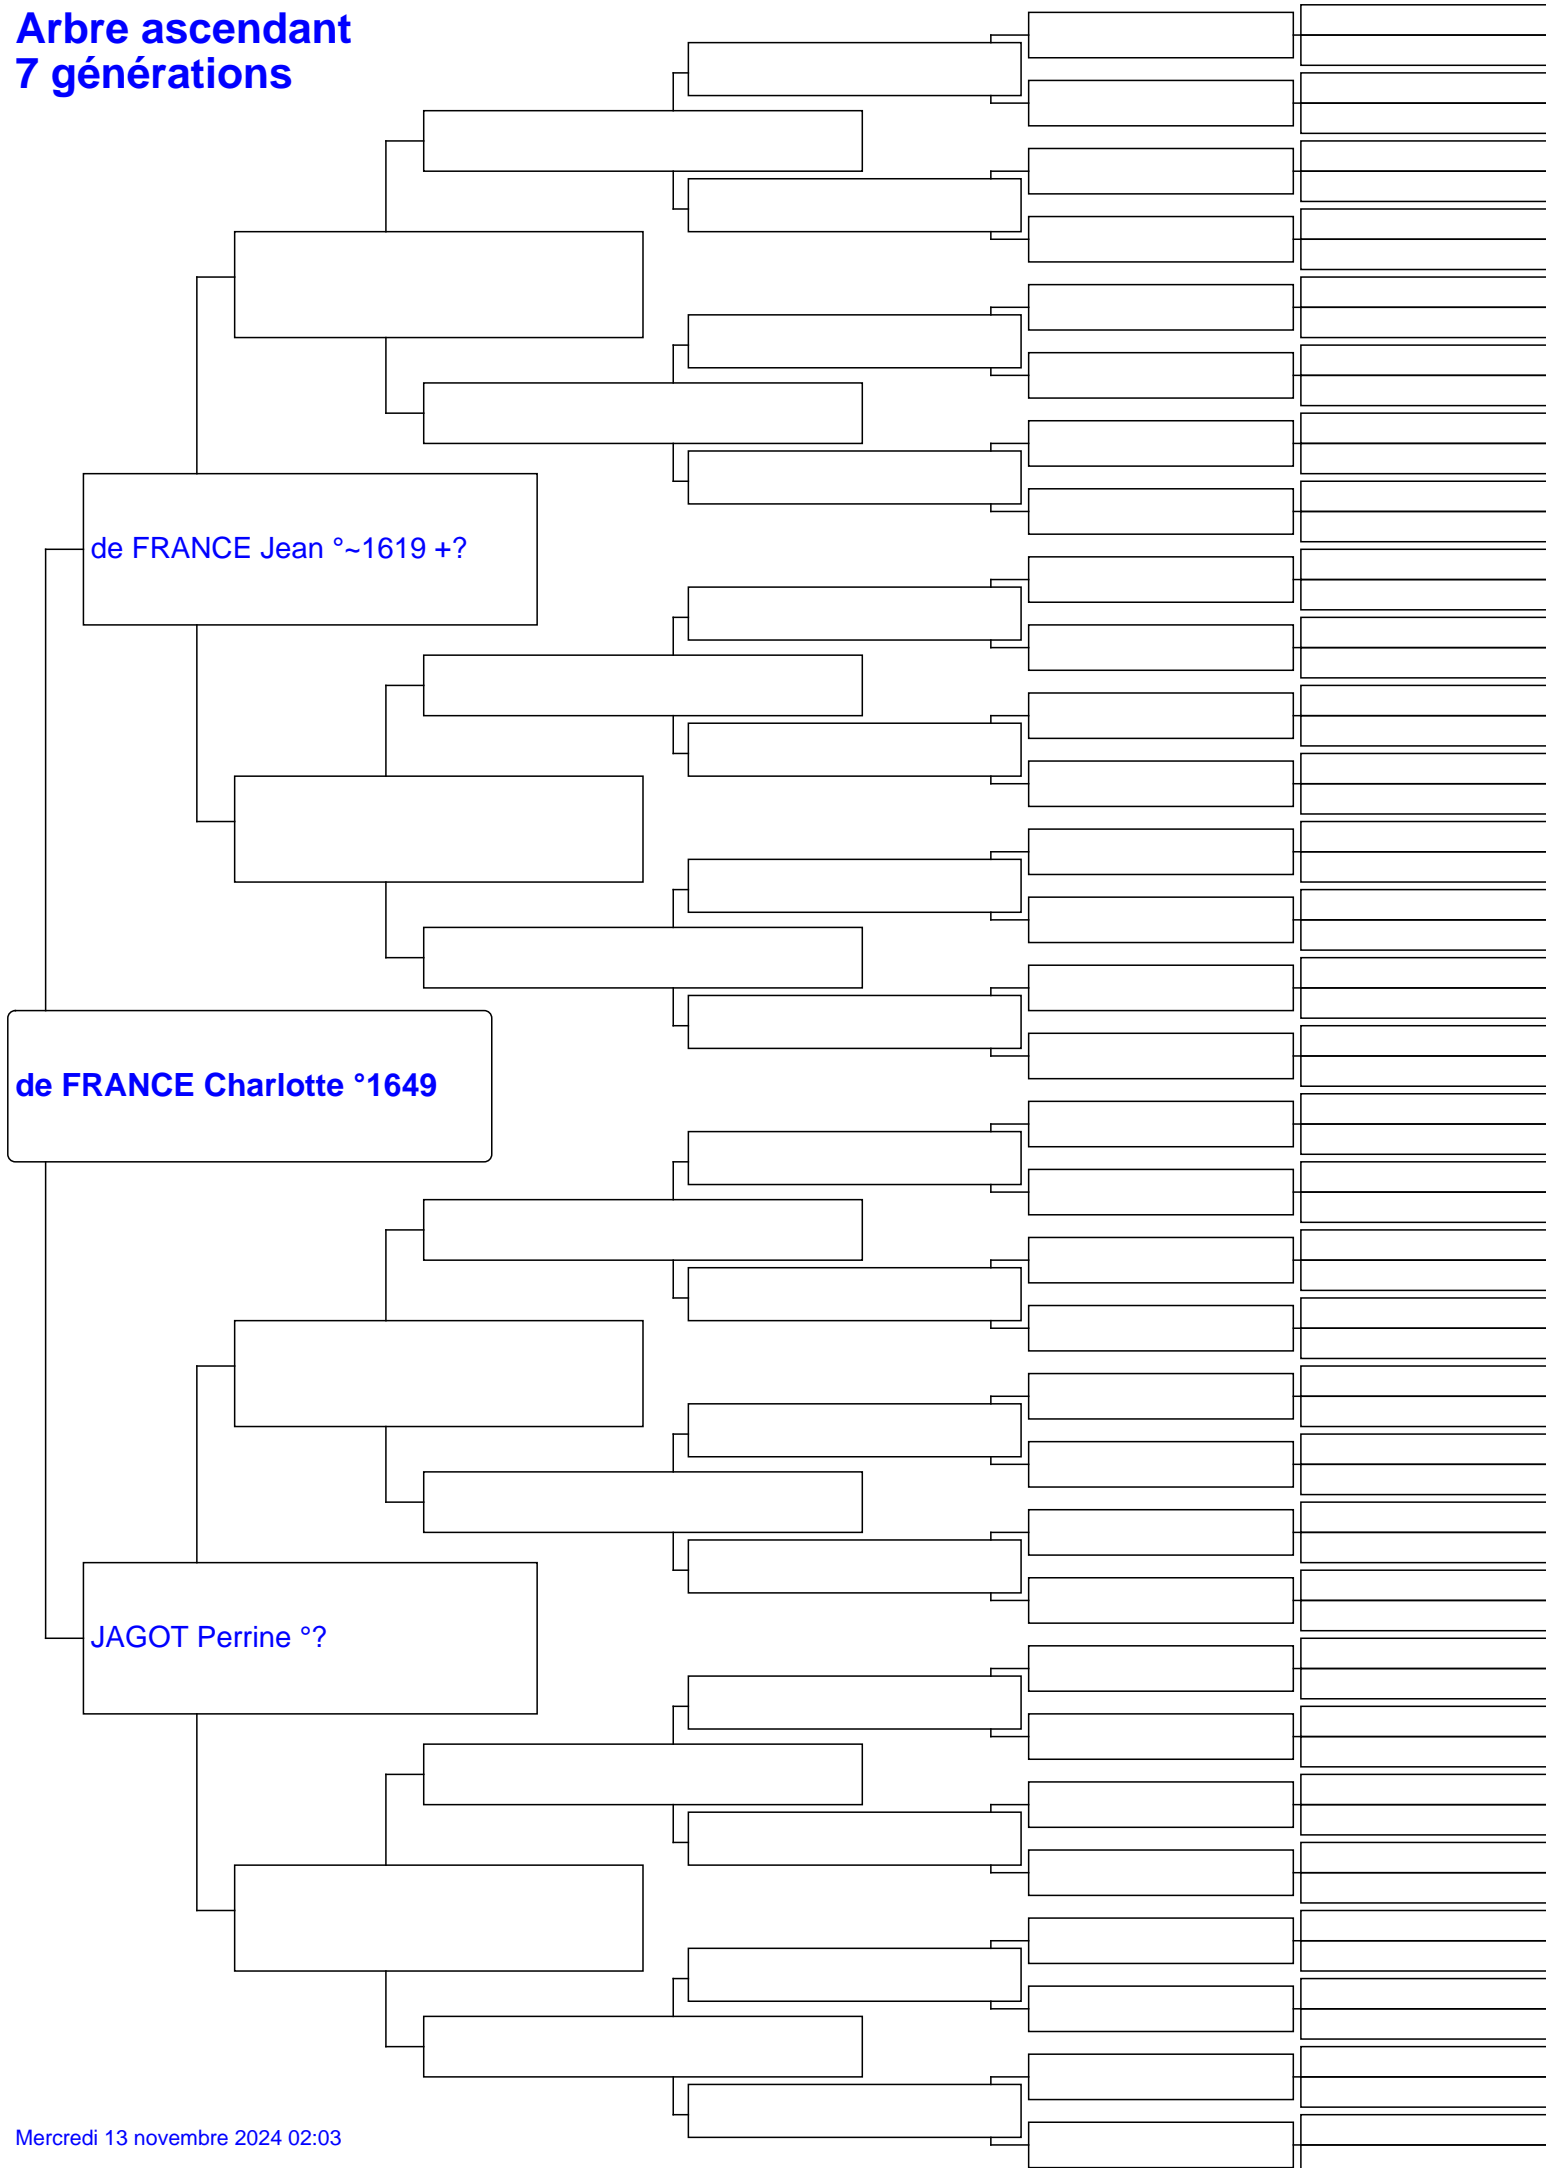 Arbre ascendant
7 générations
de FRANCE Jean °~1619 +?
de FRANCE Charlotte °1649
JAGOT Perrine °?
Mercredi 13 novembre 2024 02:03